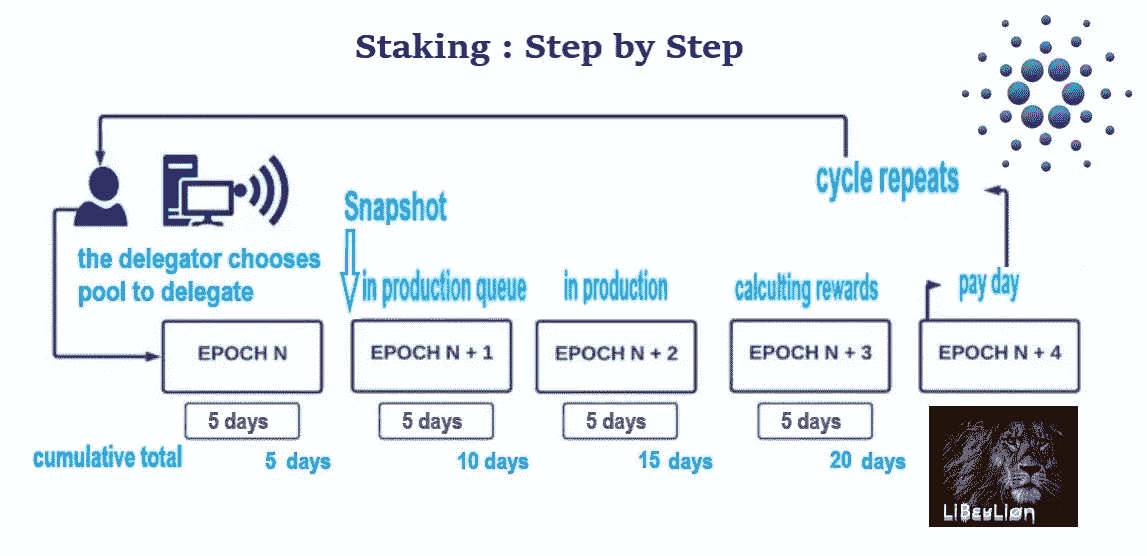 Staking : Step by Step
cycle repeats
Snapshot
the delegator chooses
pool to delegate
in production queue
in production
calculting rewards
pay day
EPOCH N
EPOCH N + 1
EPOCH N + 2
EPOCH N + 3
EPOCH N + 4
5 days
5 days
5 days
5 days
cumulative total
5 days
10 days
15 days
20 days
LiBerLiøn